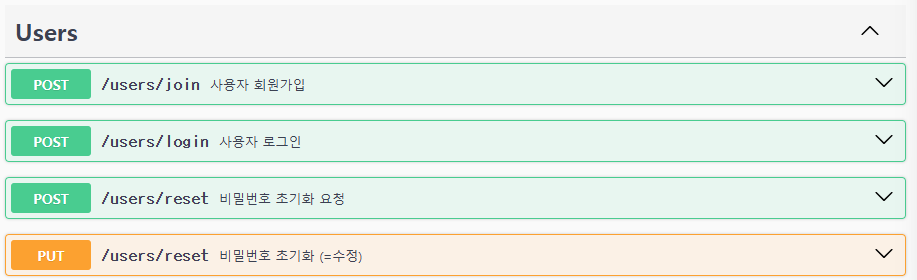 Users
POST /users/join 사용자 회원가입
POST /users/login 사용자 로그인
POST /users/reset 비밀번호 초기화 요청
PUT /users/reset 비밀번호 초기화 (=수정)